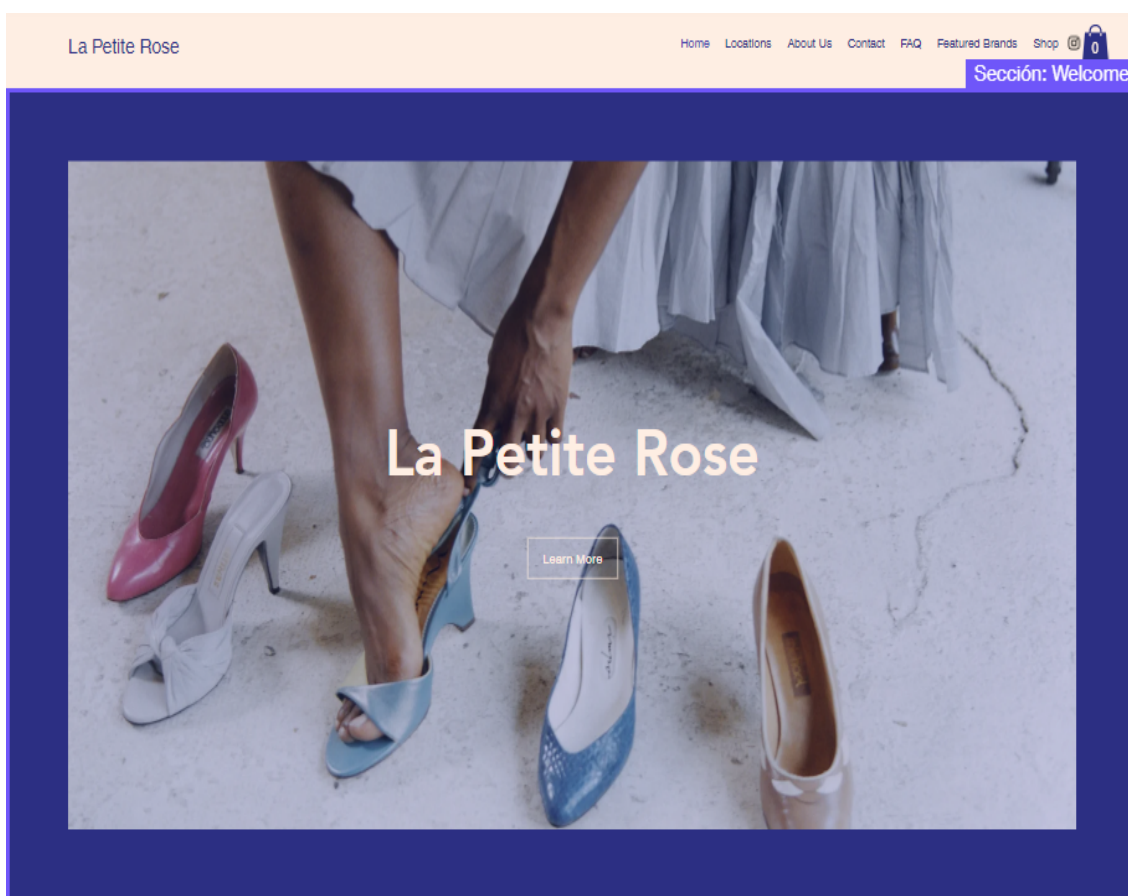 La Petite Rose
Home Locations About Us Contact FAQ Featured Brands Shop 0
Sección: Welcome
La Petite Rose
Learn More